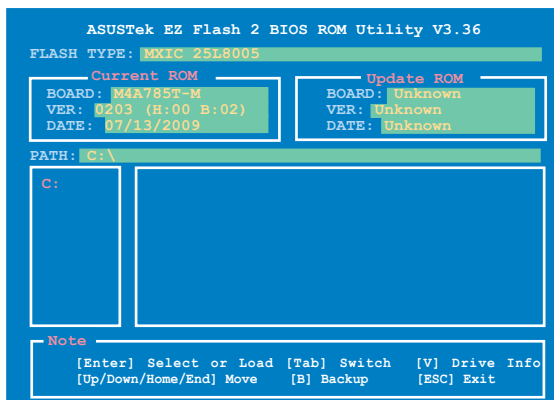 ASUSTek EZ Flash 2 BIOS ROM Utility V3.36
FLASH TYPE: MXIC 25L8005
Current ROM
BOARD: M4A785T-M
VER: 0203 (H:00 B:02)
DATE: 07/13/2009
Update ROM
BOARD: Unknown
VER: Unknown
DATE: Unknown
PATH: C:\
C:
Note
[Enter] Select or Load [Tab] Switch [V] Drive Info
[Up/Down/Home/End] Move [B] Backup [ESC] Exit